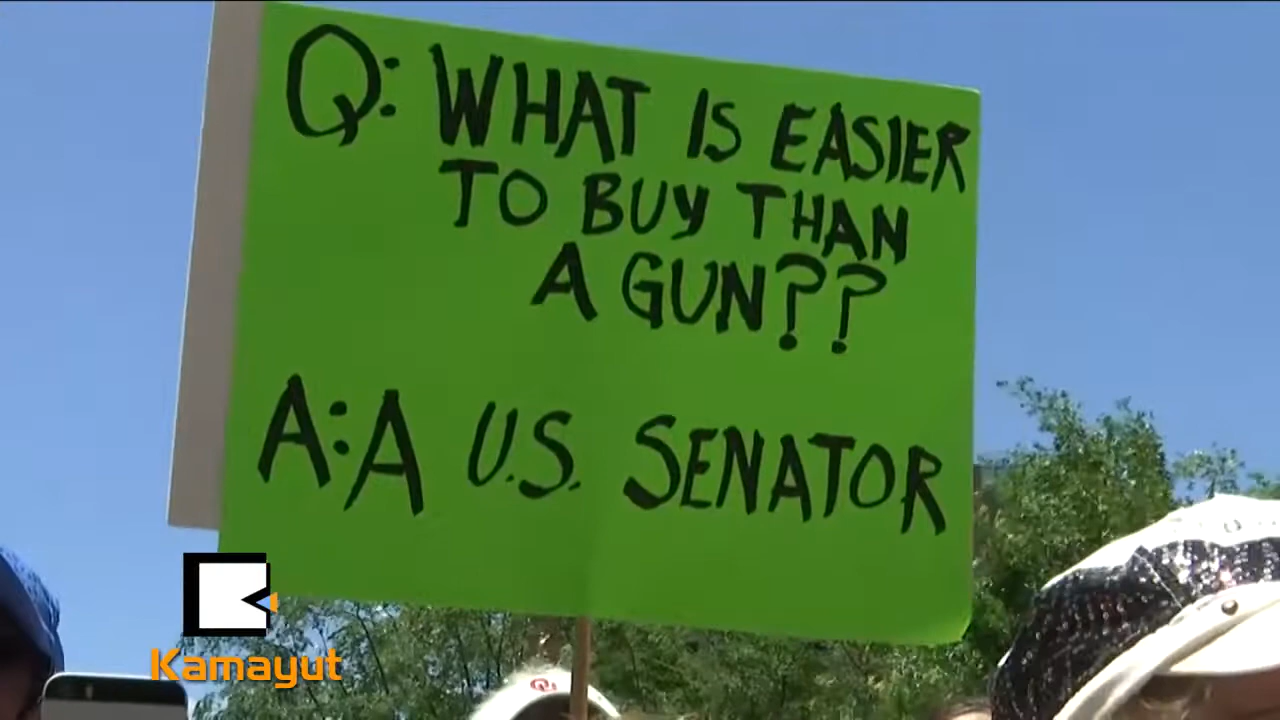 Q: WHAT IS EASIER
TO BUY THAN
A GUN??
A: A U.S. SENATOR
Kamayut